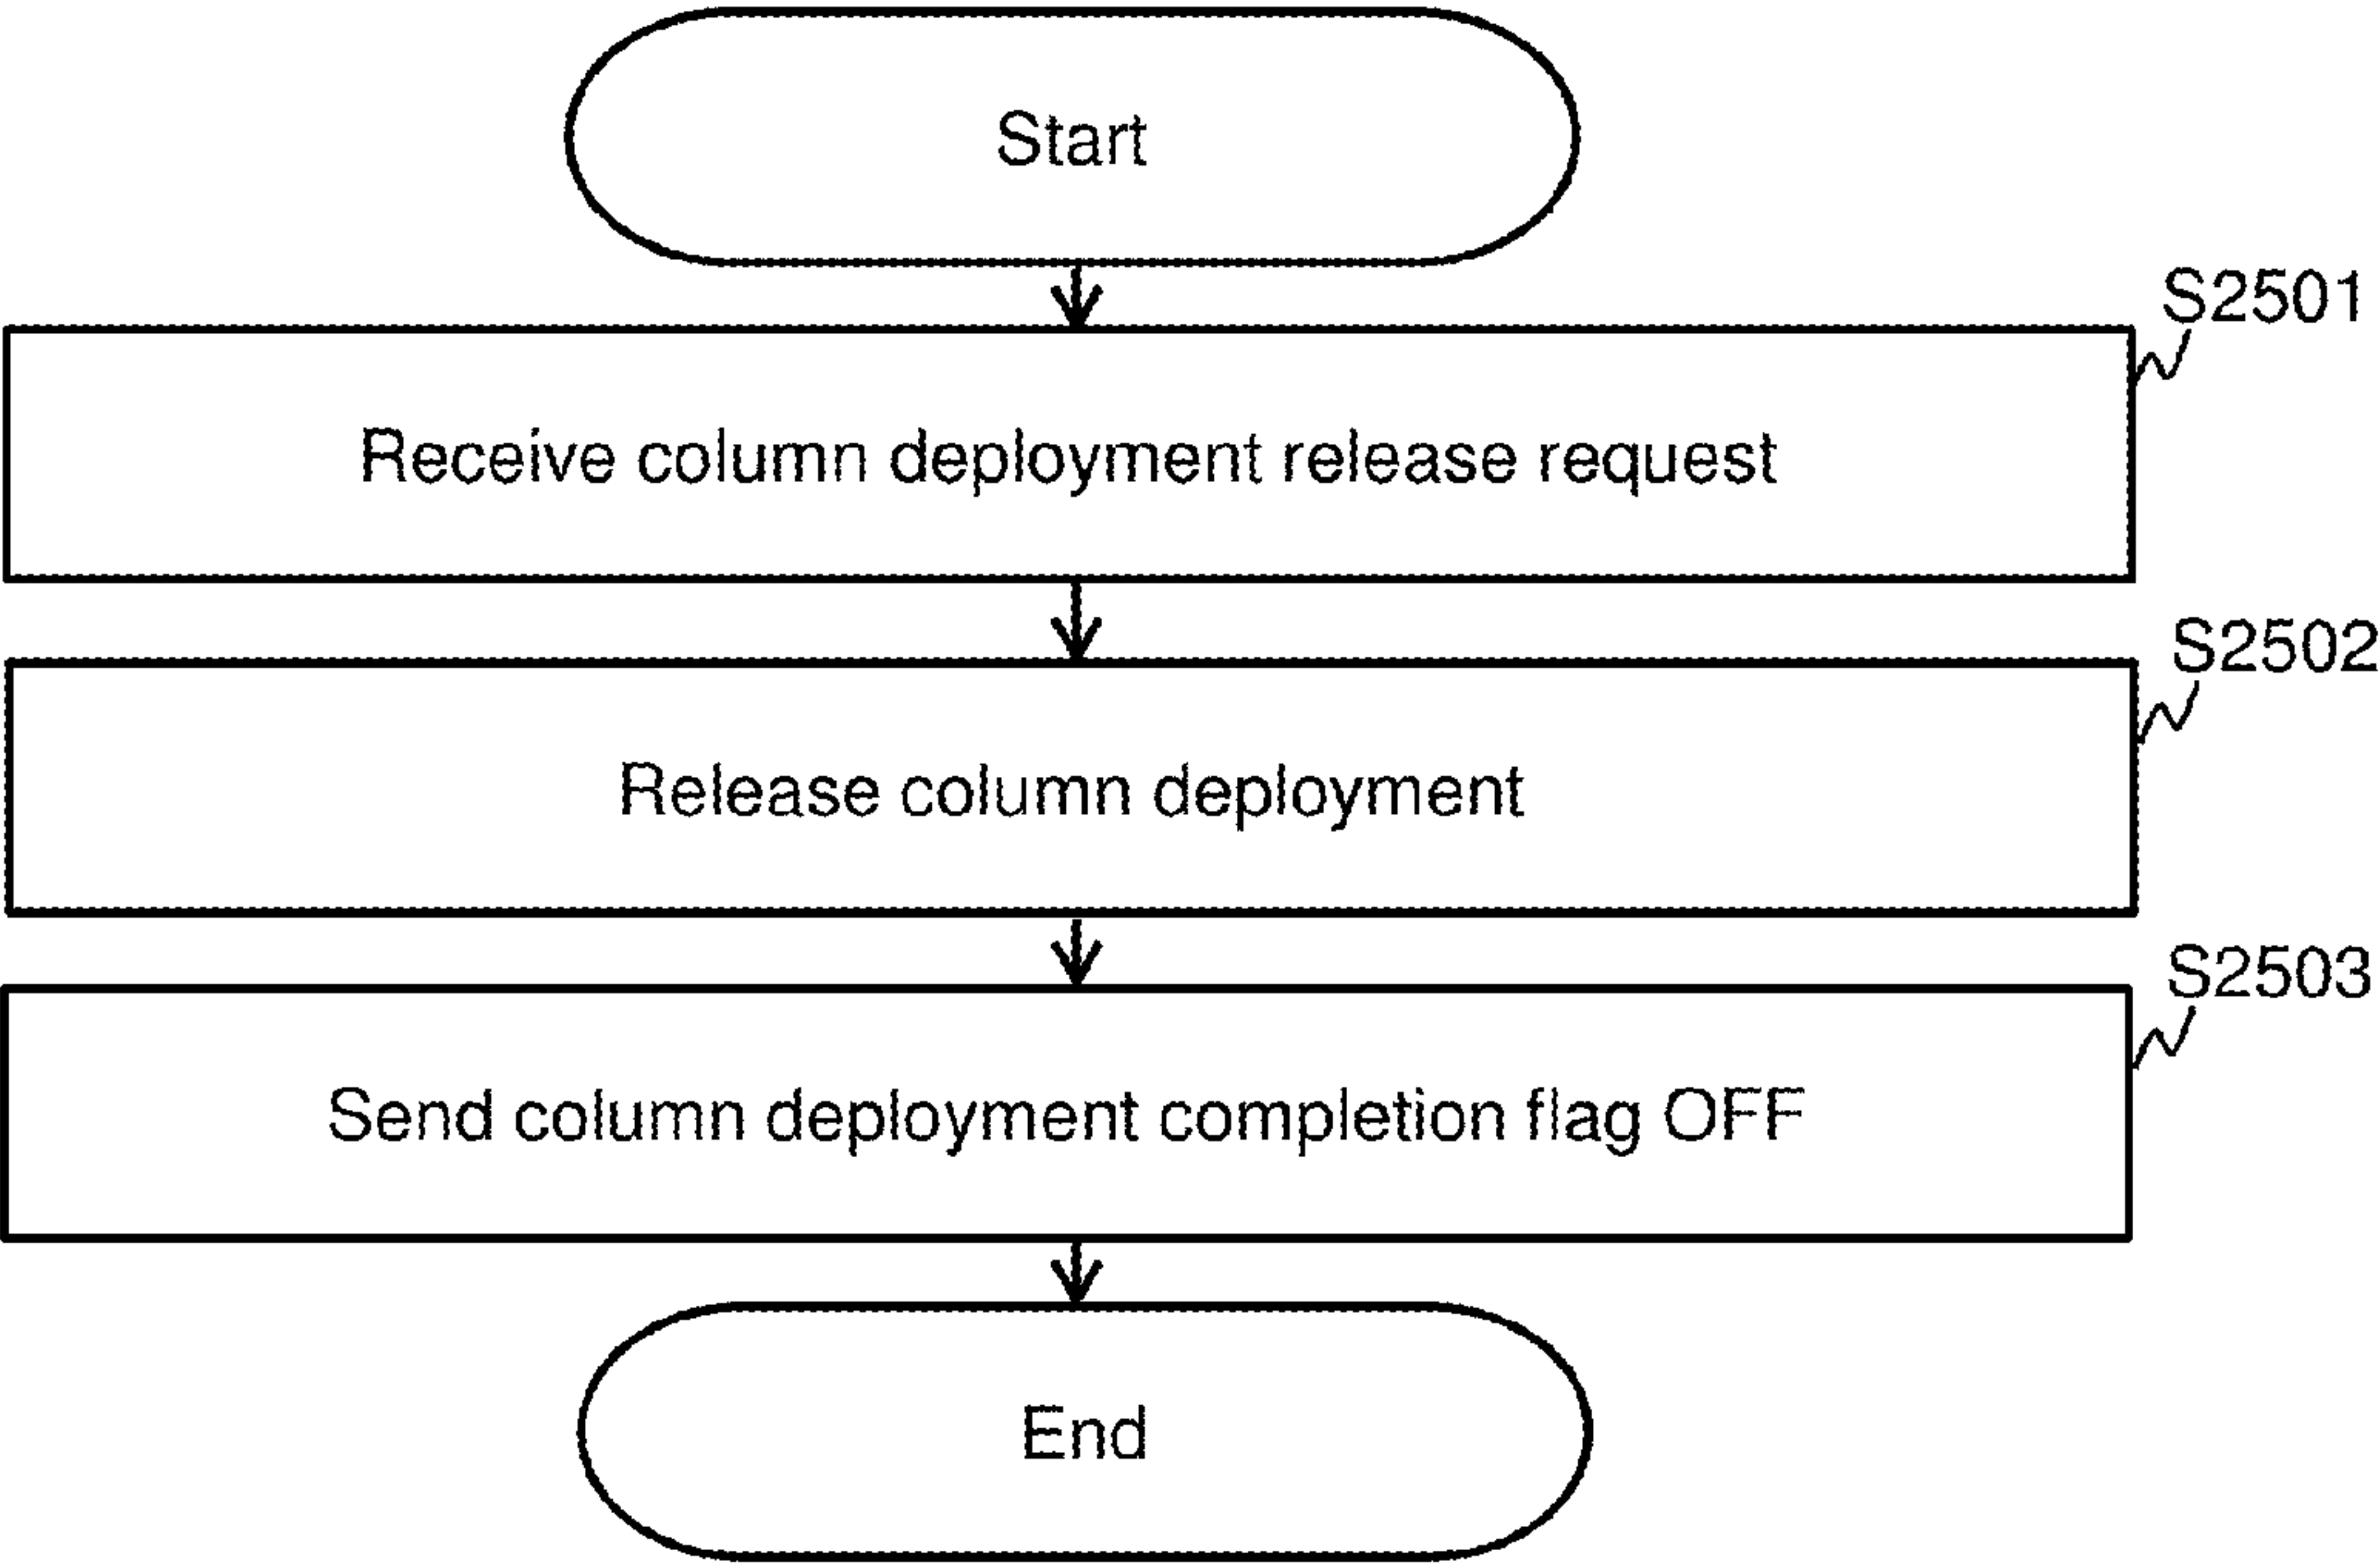 Start
S2501
Receive column deployment release request
S2502
Release column deployment
S2503
Send column deployment completion flag OFF
End